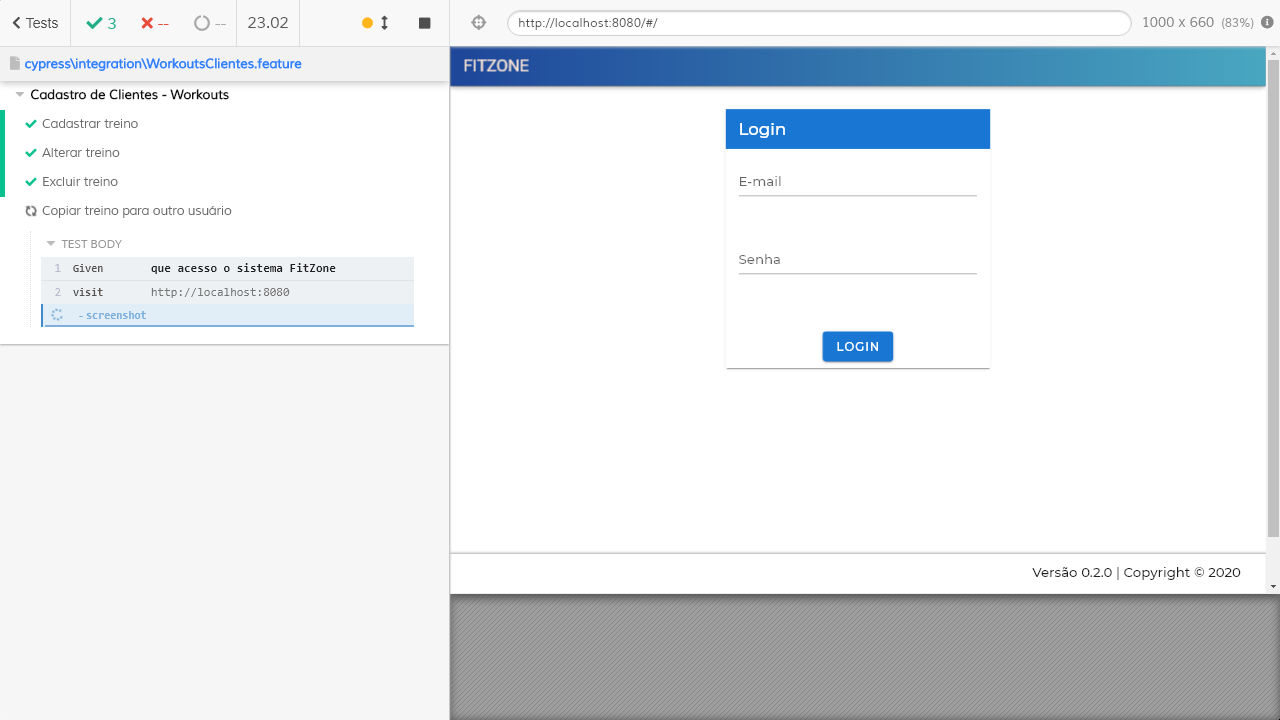 Tests
3
--
--
23.02
http://localhost:8080/#/
1000 x 660 (83%)
cypress\integration\WorkoutsClientes.feature
Cadastro de Clientes - Workouts
Cadastrar treino
Alterar treino
Excluir treino
Copiar treino para outro usuário
TEST BODY
1 Given que acesso o sistema FitZone
2 visit http://localhost:8080
- screenshot
FITZONE
Login
E-mail
Senha
LOGIN
Versão 0.2.0 | Copyright © 2020